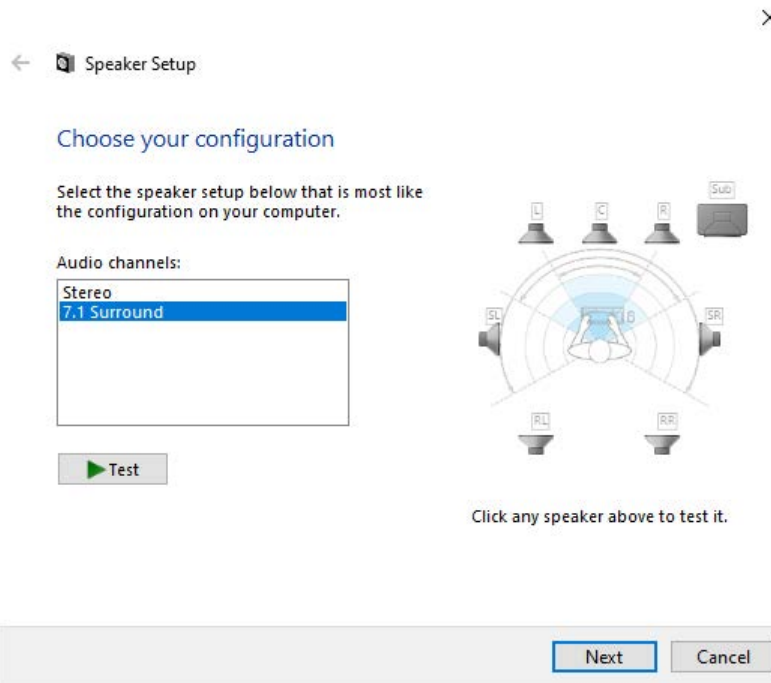 Speaker Setup
Choose your configuration
Select the speaker setup below that is most like
the configuration on your computer.
Audio channels:
Stereo
7.1 Surround
Test
L
C
R
Sub
SL
SR
RL
RR
Click any speaker above to test it.
Next
Cancel